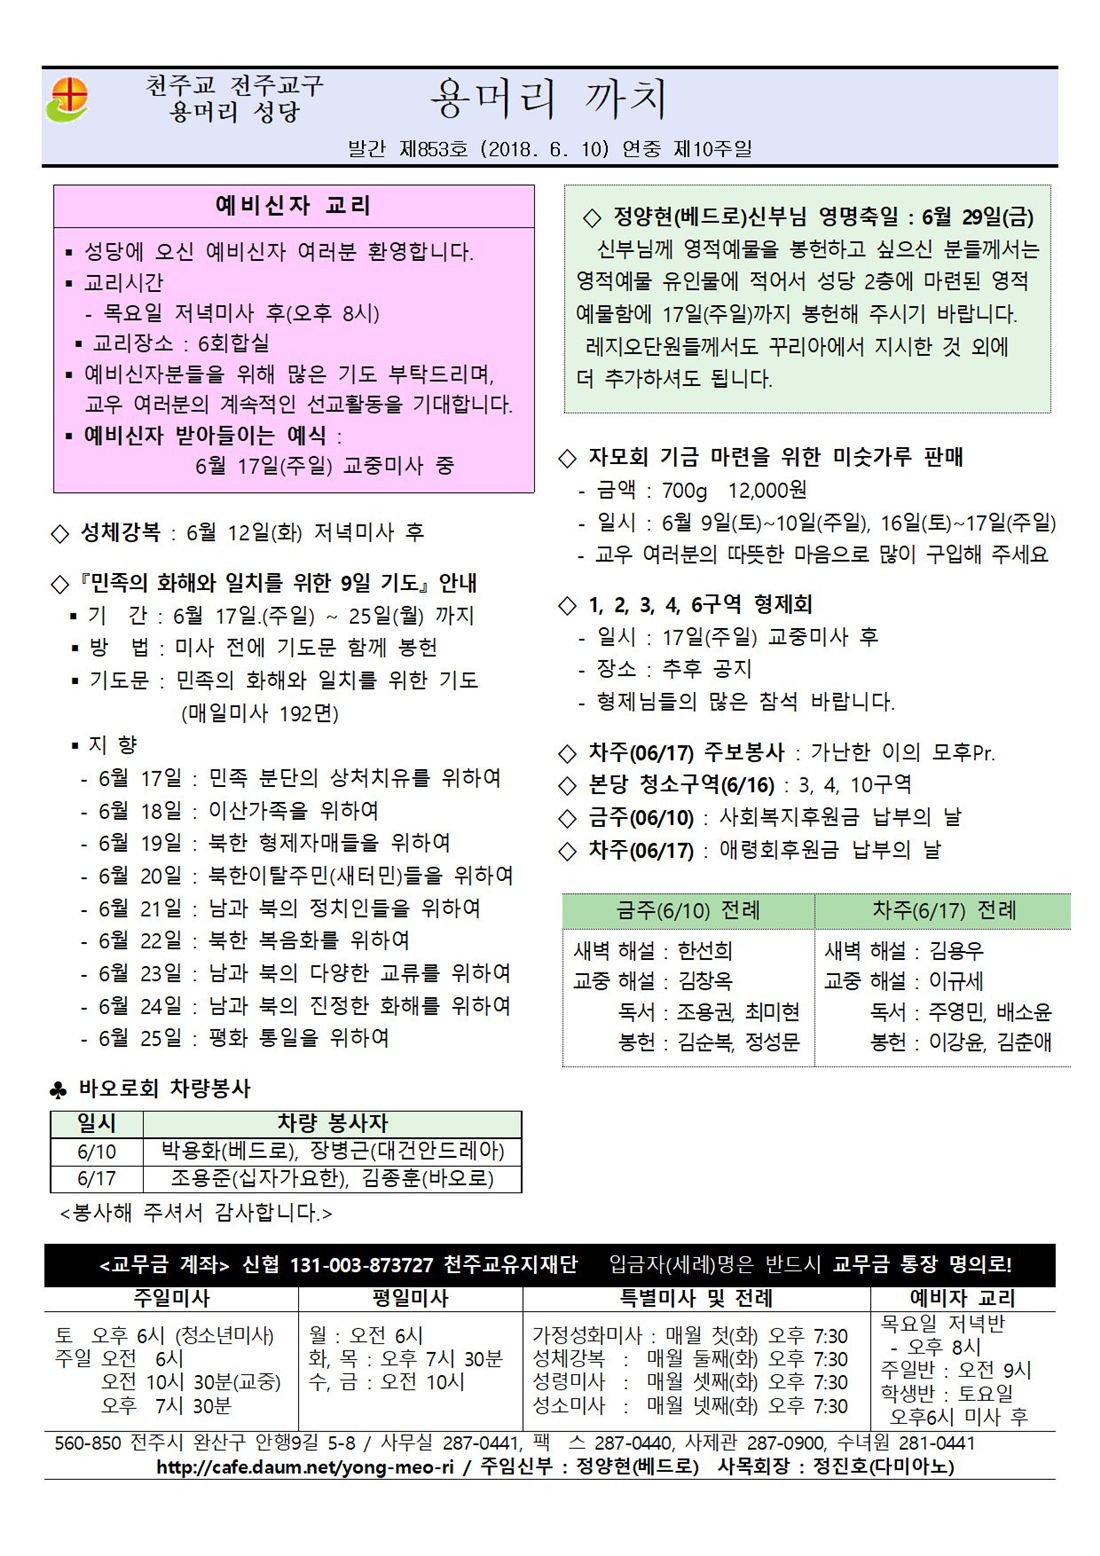 천주교 전주교구
용머리 성당
용머리 까치
발간 제853호 (2018. 6. 10) 연중 제10주일
예비신자 교리
▪ 성당에 오신 예비신자 여러분 환영합니다.
▪ 교리시간
- 목요일 저녁미사 후(오후 8시)
▪ 교리장소 : 6회합실
▪ 예비신자분들을 위해 많은 기도 부탁드리며,
교우 여러분의 계속적인 선교활동을 기대합니다.
▪ 예비신자 받아들이는 예식 :
6월 17일(주일) 교중미사 중
◇ 성체강복 : 6월 12일(화) 저녁미사 후
◇『민족의 화해와 일치를 위한 9일 기도』 안내
▪ 기 간 : 6월 17일.(주일) ~ 25일(월) 까지
▪ 방 법 : 미사 전에 기도문 함께 봉헌
▪ 기도문 : 민족의 화해와 일치를 위한 기도
(매일미사 192면)
▪ 지 향
- 6월 17일 : 민족 분단의 상처치유를 위하여
- 6월 18일 : 이산가족을 위하여
- 6월 19일 : 북한 형제자매들을 위하여
- 6월 20일 : 북한이탈주민(새터민)들을 위하여
- 6월 21일 : 남과 북의 정치인들을 위하여
- 6월 22일 : 북한 복음화를 위하여
- 6월 23일 : 남과 북의 다양한 교류를 위하여
- 6월 24일 : 남과 북의 진정한 화해를 위하여
- 6월 25일 : 평화 통일을 위하여
♣ 바오로회 차량봉사
일시 차량 봉사자
6/10 박용화(베드로), 장병근(대건안드레아)
6/17 조용준(십자가요한), 김종훈(바오로)
<봉사해 주셔서 감사합니다.>
◇ 정양현(베드로)신부님 영명축일 : 6월 29일(금)
신부님께 영적예물을 봉헌하고 싶으신 분들께서는
영적예물 유인물에 적어서 성당 2층에 마련된 영적
예물함에 17일(주일)까지 봉헌해 주시기 바랍니다.
레지오단원들께서도 꾸리아에서 지시한 것 외에
더 추가하셔도 됩니다.
◇ 자모회 기금 마련을 위한 미숫가루 판매
- 금액 : 700g 12,000원
- 일시 : 6월 9일(토)~10일(주일), 16일(토)~17일(주일)
- 교우 여러분의 따뜻한 마음으로 많이 구입해 주세요
◇ 1, 2, 3, 4, 6구역 형제회
- 일시 : 17일(주일) 교중미사 후
- 장소 : 추후 공지
- 형제님들의 많은 참석 바랍니다.
◇ 차주(06/17) 주보봉사 : 가난한 이의 모후Pr.
◇ 본당 청소구역(6/16) : 3, 4, 10구역
◇ 금주(06/10) : 사회복지후원금 납부의 날
◇ 차주(06/17) : 애령회후원금 납부의 날
금주(6/10) 전례 차주(6/17) 전례
새벽 해설 : 한선희 새벽 해설 : 김용우
교중 해설 : 김창옥 교중 해설 : 이규세
독서 : 조용권, 최미현 독서 : 주영민, 배소윤
봉헌 : 김순복, 정성문 봉헌 : 이강윤, 김춘애
<교무금 계좌> 신협 131-003-873727 천주교유지재단 입금자(세례)명은 반드시 교무금 통장 명의로!
주일미사 평일미사 특별미사 및 전례 예비자 교리
토 오후 6시 (청소년미사)
주일 오전 6시
오전 10시 30분(교중)
오후 7시 30분
월 : 오전 6시
화, 목 : 오후 7시 30분
수, 금 : 오전 10시
가정성화미사 : 매월 첫(화) 오후 7:30
성체강복 : 매월 둘째(화) 오후 7:30
성령미사 : 매월 셋째(화) 오후 7:30
성소미사 : 매월 넷째(화) 오후 7:30
목요일 저녁반
- 오후 8시
주일반 : 오전 9시
학생반 : 토요일
오후6시 미사 후
560-850 전주시 완산구 안행9길 5-8 / 사무실 287-0441, 팩 스 287-0440, 사제관 287-0900, 수녀원 281-0441
http://cafe.daum.net/yong-meo-ri / 주임신부 : 정양현(베드로) 사목회장 : 정진호(다미아노)